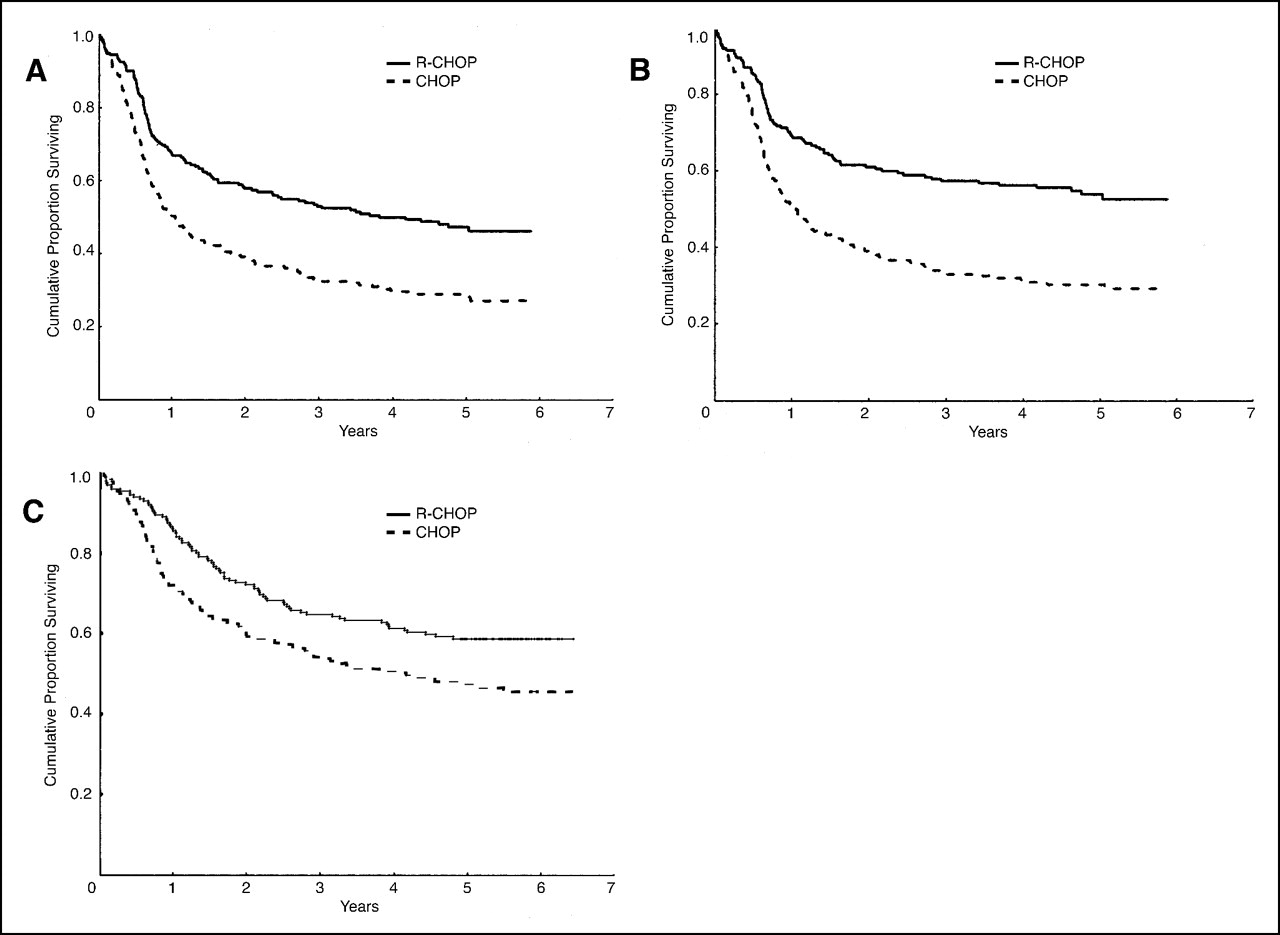 A
Cumulative Proportion Surviving
1.0
0.8
0.6
0.4
0.2
0 1 2 3 4 5 6 7
Years
R-CHOP
CHOP
B
Cumulative Proportion Surviving
1.0
0.8
0.6
0.4
0.2
0 1 2 3 4 5 6 7
Years
R-CHOP
CHOP
C
Cumulative Proportion Surviving
1.0
0.8
0.6
0.4
0.2
0 1 2 3 4 5 6 7
Years
R-CHOP
CHOP